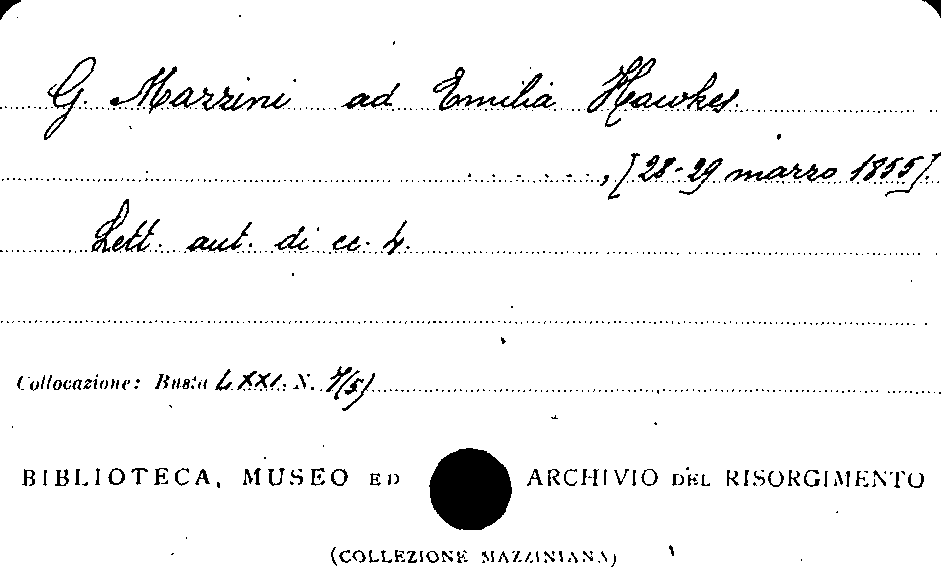 G. Mazzini ad Emilia Hawkes.
......, [28-29 marzo 1855].
Lett. aut. di cc. 4.
Collocazione: Busta LXXI. N. 7/5)
BIBLIOTECA, MUSEO ED ARCHIVIO DEL RISORGIMENTO
(COLLEZIONE MAZZINIANA)